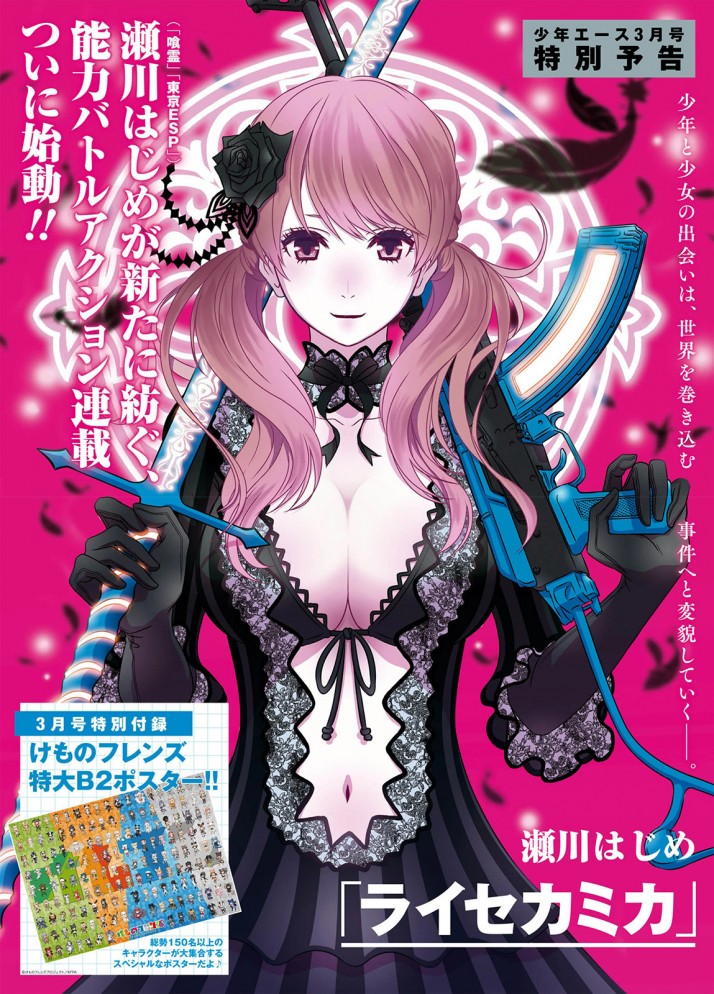 少年エース3月号
特別予告
少年と少女の出会いは、世界を巻き込む
事件へと変貌していく――。
（「喰霊」「東京ESP」）
瀬川はじめが新たに紡ぐ、
能力バトルアクション連載
ついに始動!!
3月号特別付録
けものフレンズ
特大B2ポスター!!
総勢150名以上の
キャラクターが大集合する
スペシャルなポスターだよ♪
瀬川はじめ
「ライセカミカ」